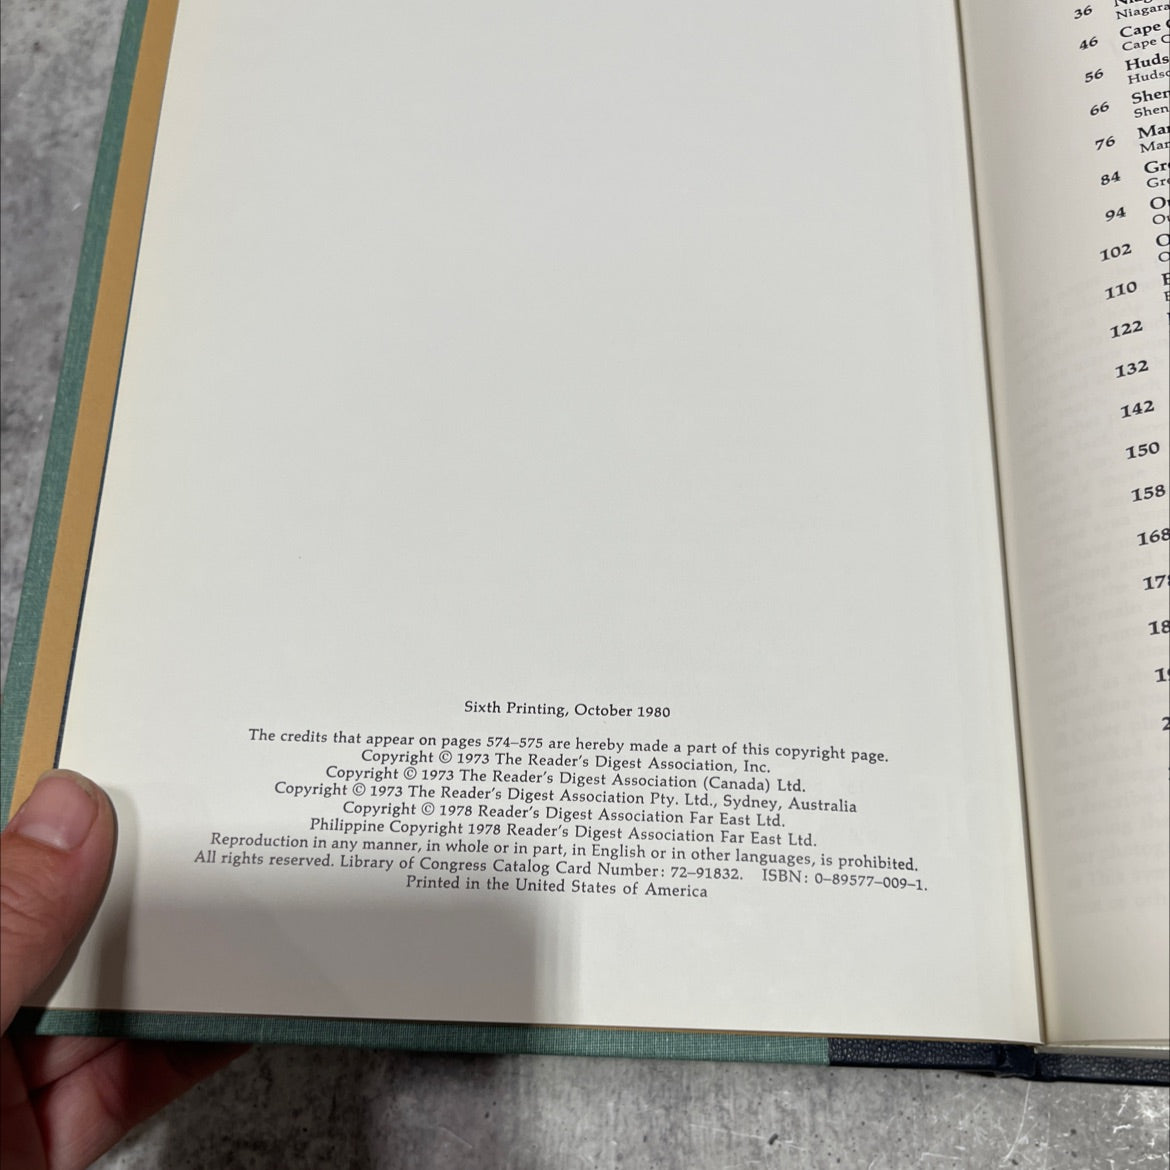 Sixth Printing, October 1980
The credits that appear on pages 574–575 are hereby made a part of this copyright page.
Copyright © 1973 The Reader's Digest Association, Inc.
Copyright © 1973 The Reader's Digest Association (Canada) Ltd.
Copyright © 1973 The Reader's Digest Association Pty. Ltd., Sydney, Australia
Copyright © 1978 Reader's Digest Association Far East Ltd.
Philippine Copyright 1978 Reader's Digest Association Far East Ltd.
Reproduction in any manner, in whole or in part, in English or in other languages, is prohibited.
All rights reserved. Library of Congress Catalog Card Number: 72–91832. ISBN: 0–89577–009–1.
Printed in the United States of America
36
Niagara
46 Cape
Cape
56
66
76
84
94
102
110
122
132
142
150
158
168